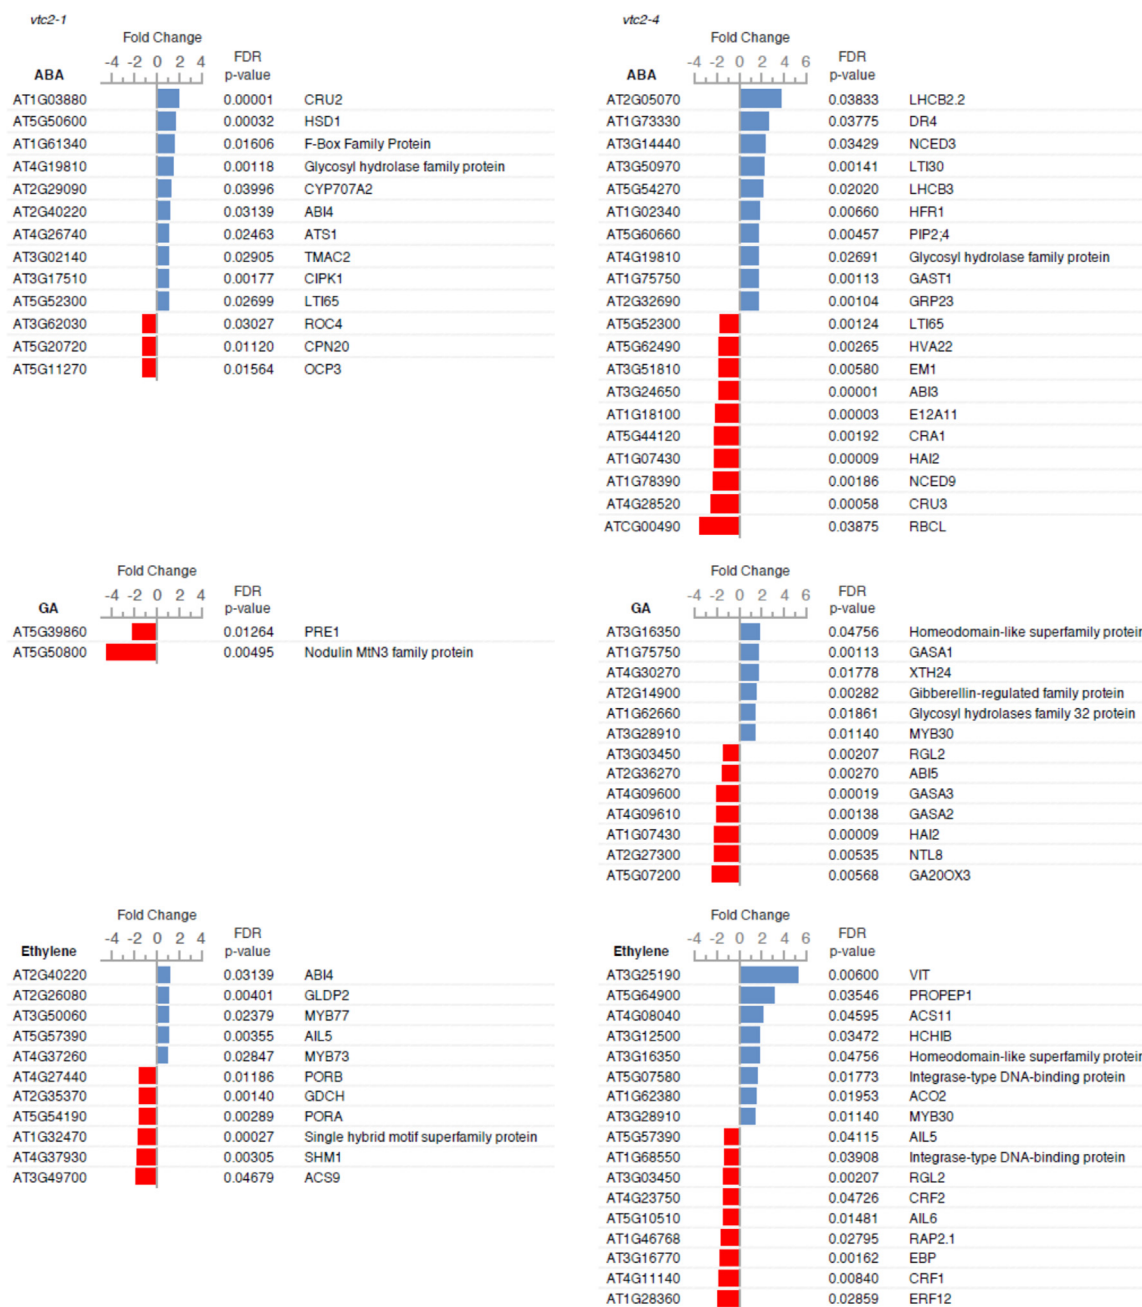 vtc2-1
Fold Change
-4 -2 0 2 4 FDR
ABA p-value
AT1G03880 0.00001 CRU2
AT5G50600 0.00032 HSD1
AT1G61340 0.01606 F-Box Family Protein
AT4G19810 0.00118 Glycosyl hydrolase family protein
AT2G29090 0.03996 CYP707A2
AT2G40220 0.03139 ABI4
AT4G26740 0.02463 ATS1
AT3G02140 0.02905 TMAC2
AT3G17510 0.00177 CIPK1
AT5G52300 0.02699 LTI65
AT3G62030 0.03027 ROC4
AT5G20720 0.01120 CPN20
AT5G11270 0.01564 OCP3
Fold Change
-4 -2 0 2 4 FDR
GA p-value
AT5G39860 0.01264 PRE1
AT5G50800 0.00495 Nodulin MtN3 family protein
Fold Change
-4 -2 0 2 4 FDR
Ethylene p-value
AT2G40220 0.03139 ABI4
AT2G26080 0.00401 GLDP2
AT3G50060 0.02379 MYB77
AT5G57390 0.00355 AIL5
AT4G37260 0.02847 MYB73
AT4G27440 0.01186 PORB
AT2G35370 0.00140 GDCH
AT5G54190 0.00289 PORA
AT1G32470 0.00027 Single hybrid motif superfamily protein
AT4G37930 0.00305 SHM1
AT3G49700 0.04679 ACS9
vtc2-4
Fold Change
-4 -2 0 2 4 6 FDR
ABA p-value
AT2G05070 0.03833 LHCB2.2
AT1G73330 0.03775 DR4
AT3G14440 0.03429 NCED3
AT3G50970 0.00141 LTI30
AT5G54270 0.02020 LHCB3
AT1G02340 0.00660 HFR1
AT5G60660 0.00457 PIP2;4
AT4G19810 0.02691 Glycosyl hydrolase family protein
AT1G75750 0.00113 GAST1
AT2G32690 0.00104 GRP23
AT5G52300 0.00124 LTI65
AT5G62490 0.00265 HVA22
AT3G51810 0.00580 EM1
AT3G24650 0.00001 ABI3
AT1G18100 0.00003 E12A11
AT5G44120 0.00192 CRA1
AT1G07430 0.00009 HAI2
AT1G78390 0.00186 NCED9
AT4G28520 0.00058 CRU3
ATCG00490 0.03875 RBCL
Fold Change
-4 -2 0 2 4 6 FDR
GA p-value
AT3G16350 0.04756 Homeodomain-like superfamily protein
AT1G75750 0.00113 GASA1
AT4G30270 0.01778 XTH24
AT2G14900 0.00282 Gibberellin-regulated family protein
AT1G62660 0.01861 Glycosyl hydrolases family 32 protein
AT3G28910 0.01140 MYB30
AT3G03450 0.00207 RGL2
AT2G36270 0.00270 ABI5
AT4G09600 0.00019 GASA3
AT4G09610 0.00138 GASA2
AT1G07430 0.00009 HAI2
AT2G27300 0.00535 NTL8
AT5G07200 0.00568 GA20OX3
Fold Change
-4 -2 0 2 4 6 FDR
Ethylene p-value
AT3G25190 0.00600 VIT
AT5G64900 0.03546 PROPEP1
AT4G08040 0.04595 ACS11
AT3G12500 0.03472 HCHIB
AT3G16350 0.04756 Homeodomain-like superfamily protein
AT5G07580 0.01773 Integrase-type DNA-binding protein
AT1G62380 0.01953 ACO2
AT3G28910 0.01140 MYB30
AT5G57390 0.04115 AIL5
AT1G68550 0.03908 Integrase-type DNA-binding protein
AT3G03450 0.00207 RGL2
AT4G23750 0.04726 CRF2
AT5G10510 0.01481 AIL6
AT1G46768 0.02795 RAP2.1
AT3G16770 0.00162 EBP
AT4G11140 0.00840 CRF1
AT1G28360 0.02859 ERF12